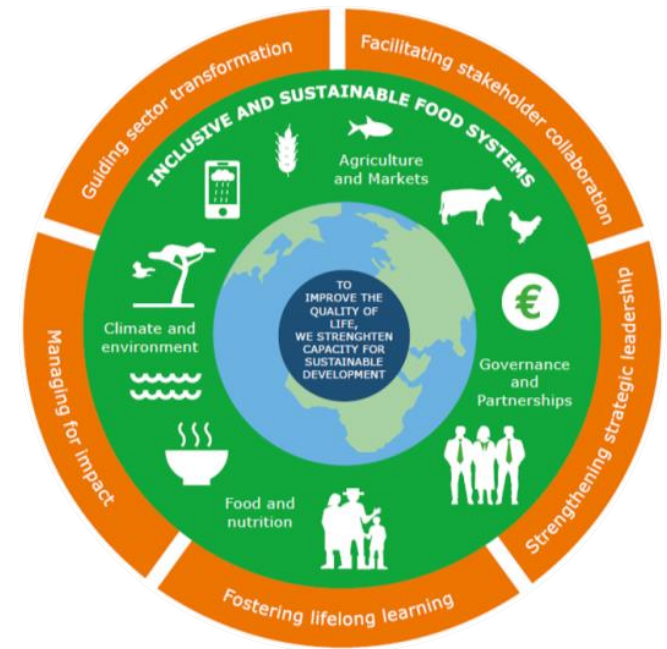 Guiding sector transformation
Facilitating stakeholder collaboration
INCLUSIVE AND SUSTAINABLE FOOD SYSTEMS
Agriculture
and Markets
TO
IMPROVE THE
QUALITY OF
LIFE,
WE STRENGHTEN
CAPACITY FOR
SUSTAINABLE
DEVELOPMENT
Climate and
environment
€
Governance
and
Partnerships
Food and
nutrition
Managing for impact
Strengthening strategic leadership
Fostering lifelong learning